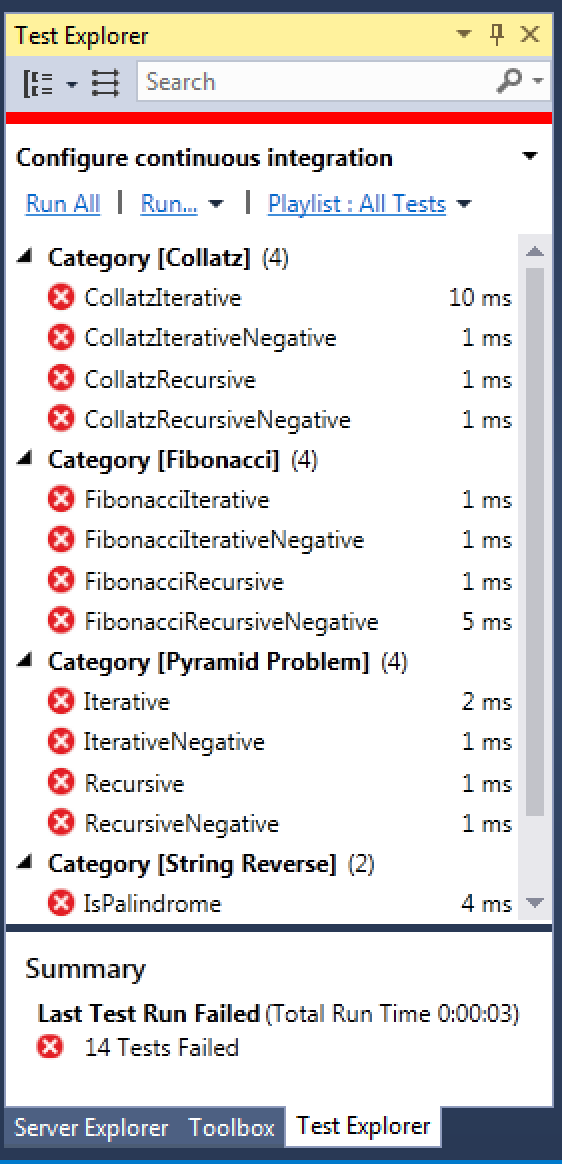 Test Explorer
Search
Configure continuous integration
Run All | Run... | Playlist : All Tests
Category [Collatz] (4)
CollatzIterative 10 ms
CollatzIterativeNegative 1 ms
CollatzRecursive 1 ms
CollatzRecursiveNegative 1 ms
Category [Fibonacci] (4)
FibonacciIterative 1 ms
FibonacciIterativeNegative 1 ms
FibonacciRecursive 1 ms
FibonacciRecursiveNegative 5 ms
Category [Pyramid Problem] (4)
Iterative 2 ms
IterativeNegative 1 ms
Recursive 1 ms
RecursiveNegative 1 ms
Category [String Reverse] (2)
IsPalindrome 4 ms
Summary
Last Test Run Failed (Total Run Time 0:00:03)
14 Tests Failed
Server Explorer Toolbox Test Explorer